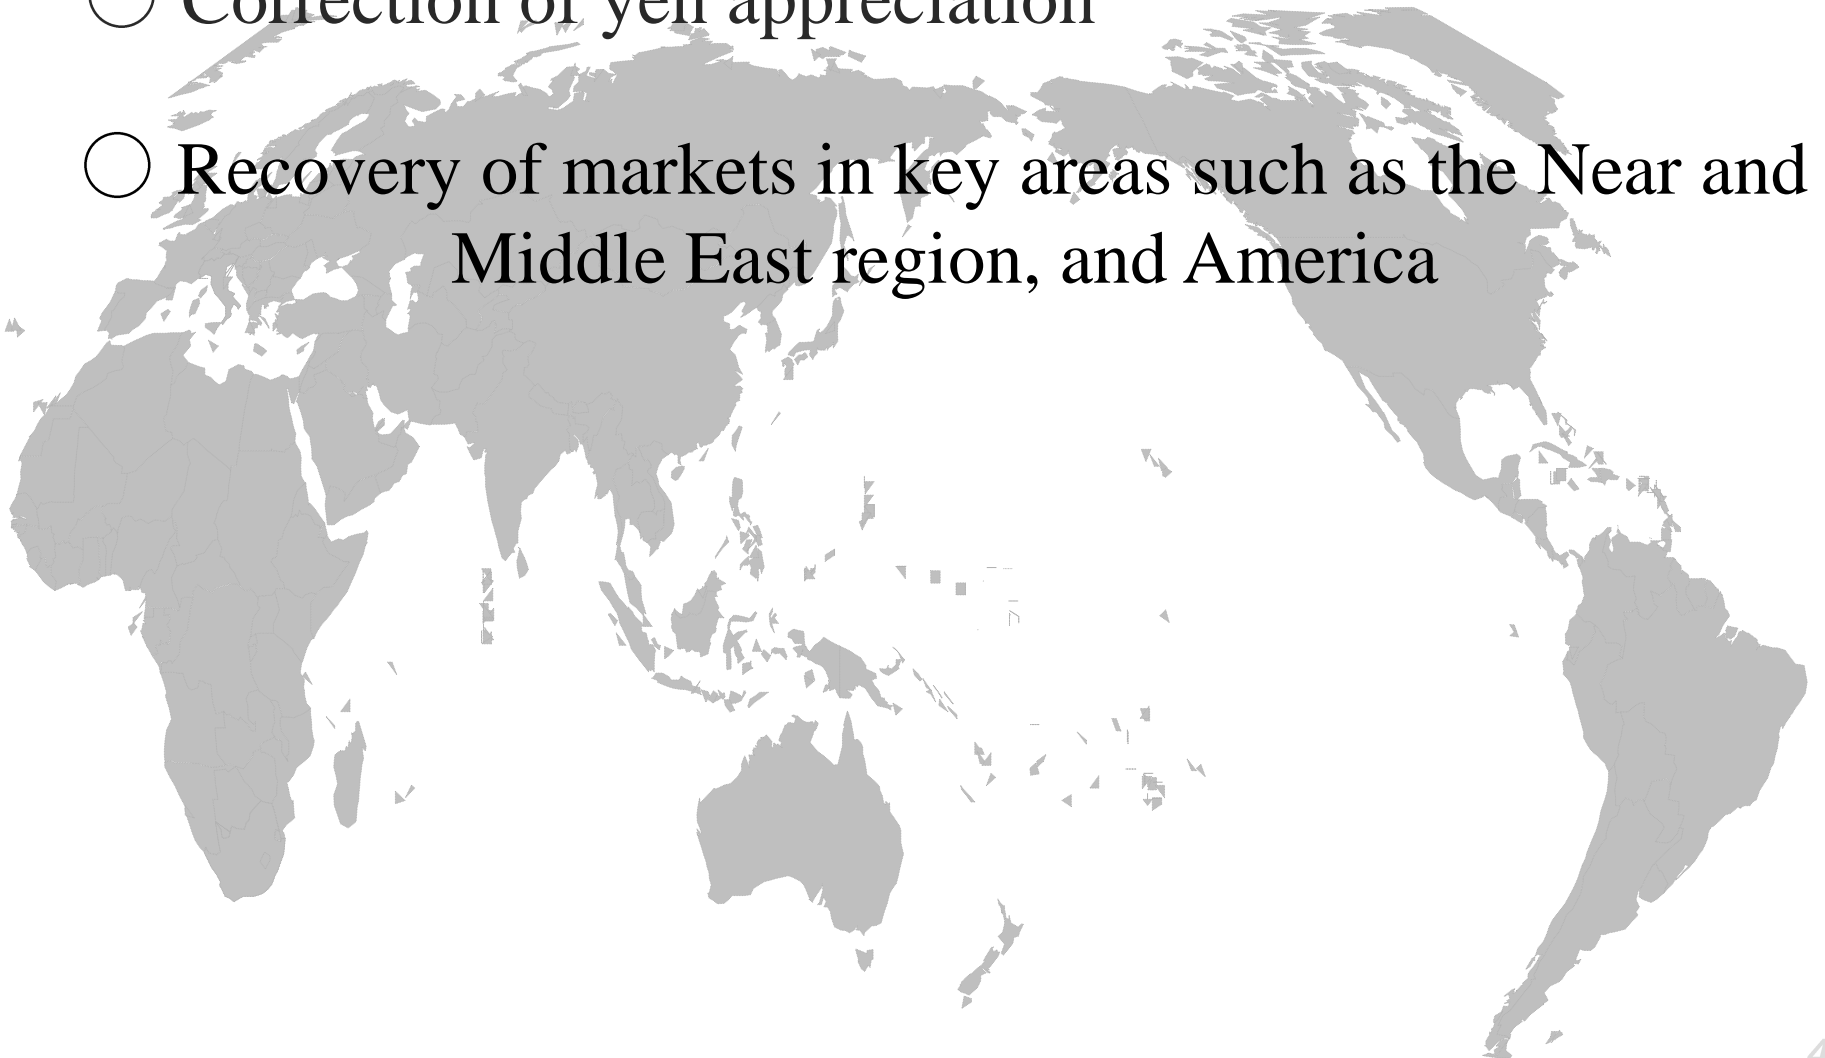 ○ Correction of yen appreciation
○ Recovery of markets in key areas such as the Near and
Middle East region, and America